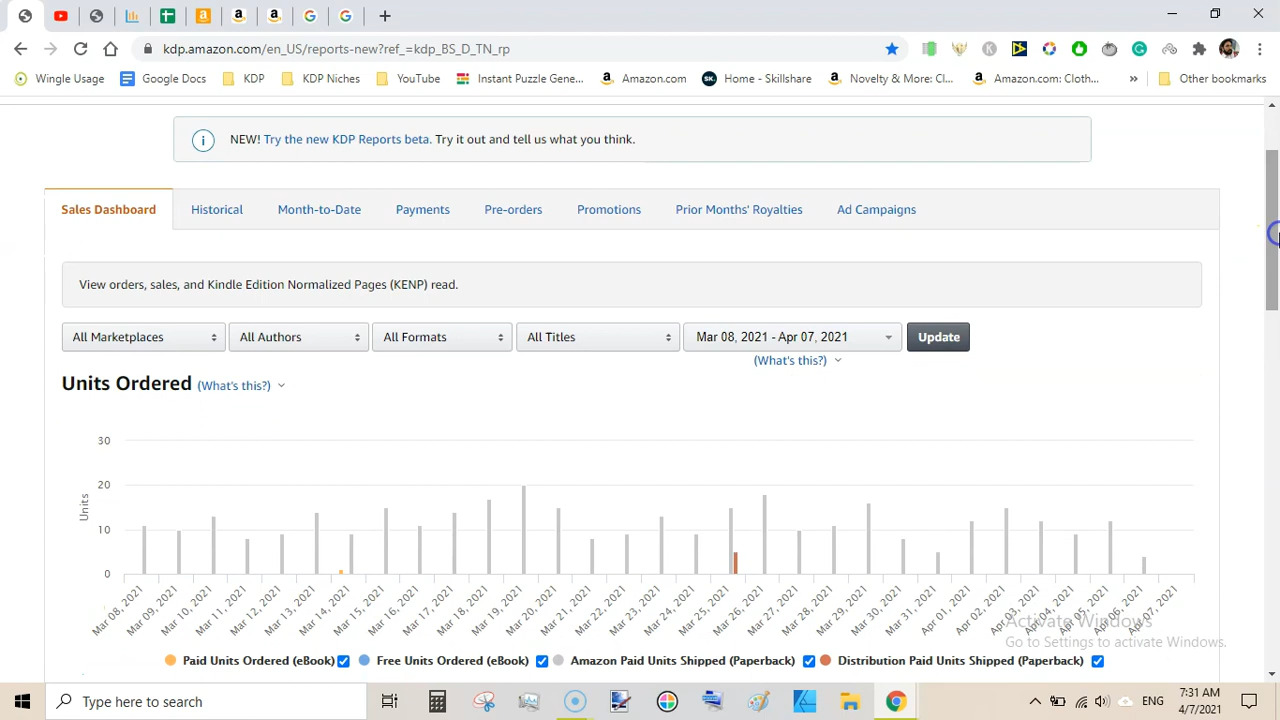 kdp.amazon.com/en_US/reports-new?ref_=kdp_BS_D_TN_rp
Wingle Usage Google Docs KDP KDP Niches YouTube Instant Puzzle Gene... Amazon.com Home - Skillshare Novelty & More: Cl... Amazon.com: Cloth... » Other bookmarks
NEW! Try the new KDP Reports beta. Try it out and tell us what you think.
Sales Dashboard Historical Month-to-Date Payments Pre-orders Promotions Prior Months' Royalties Ad Campaigns
View orders, sales, and Kindle Edition Normalized Pages (KENP) read.
All Marketplaces All Authors All Formats All Titles Mar 08, 2021 - Apr 07, 2021 Update
(What's this?)
Units Ordered (What's this?)
30
20
10
0
Units
Mar 08, 2021 Mar 09, 2021 Mar 10, 2021 Mar 11, 2021 Mar 12, 2021 Mar 13, 2021 Mar 14, 2021 Mar 15, 2021 Mar 16, 2021 Mar 17, 2021 Mar 18, 2021 Mar 19, 2021 Mar 20, 2021 Mar 21, 2021 Mar 22, 2021 Mar 23, 2021 Mar 24, 2021 Mar 25, 2021 Mar 26, 2021 Mar 27, 2021 Mar 28, 2021 Mar 29, 2021 Mar 30, 2021 Mar 31, 2021 Apr 01, 2021 Apr 02, 2021 Apr 03, 2021 Apr 04, 2021 Apr 05, 2021 Apr 06, 2021 Apr 07, 2021
Activate Windows
Go to Settings to activate Windows.
Paid Units Ordered (eBook) Free Units Ordered (eBook) Amazon Paid Units Shipped (Paperback) Distribution Paid Units Shipped (Paperback)
Type here to search
ENG
7:31 AM
4/7/2021